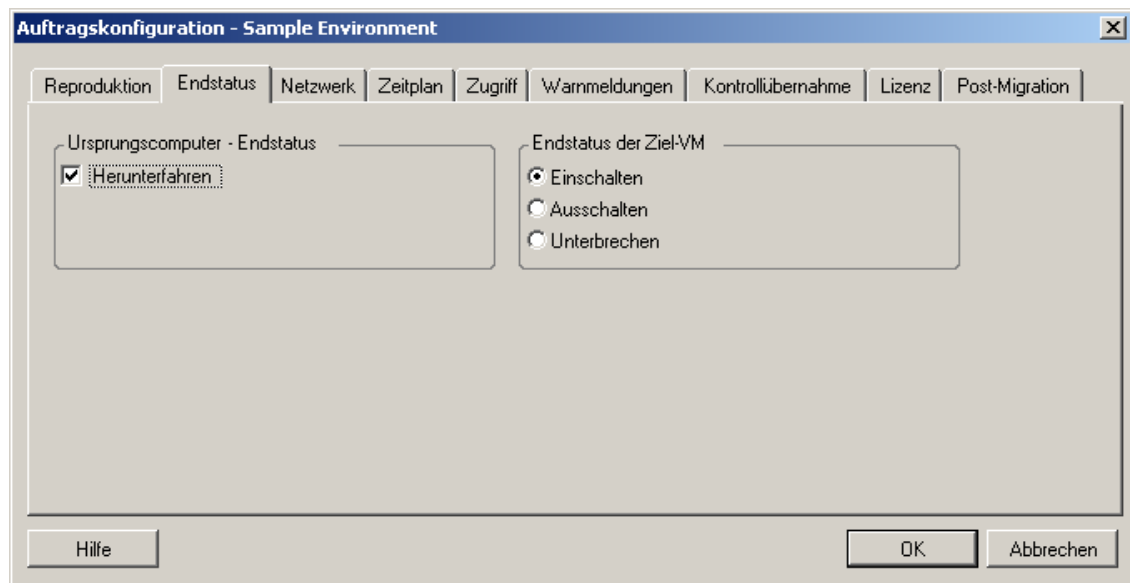 Auftragskonfiguration - Sample Environment
Reproduktion Endstatus Netzwerk Zeitplan Zugriff Warnmeldungen Kontrollübernahme Lizenz Post-Migration
Ursprungscomputer - Endstatus
Herunterfahren
Endstatus der Ziel-VM
Einschalten
Ausschalten
Unterbrechen
Hilfe OK Abbrechen